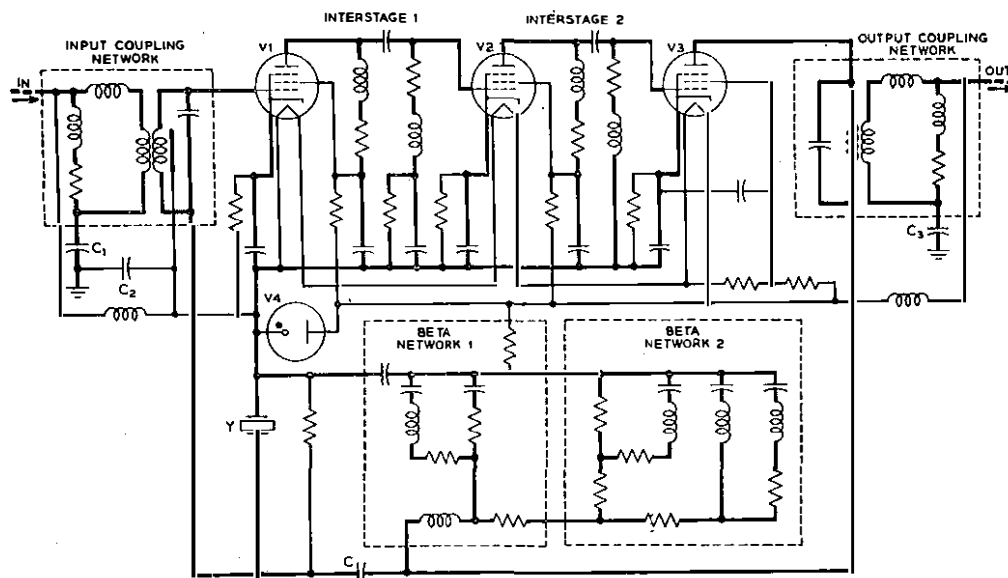 INTERSTAGE 1
INTERSTAGE 2
INPUT COUPLING
NETWORK
V1
V2
V3
OUTPUT COUPLING
NETWORK
IN
OUT
C1
C2
C3
V4
BETA
NETWORK 1
BETA
NETWORK 2
Y
C